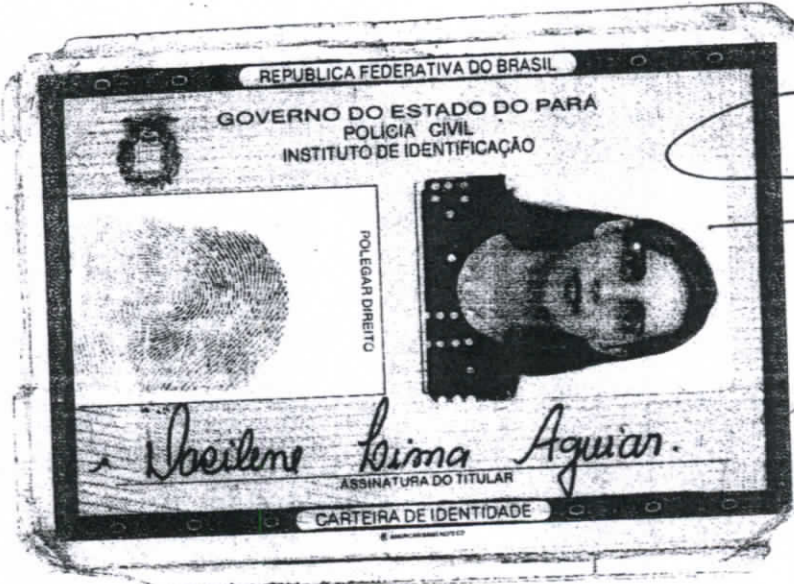 REPUBLICA FEDERATIVA DO BRASIL
GOVERNO DO ESTADO DO PARÁ
POLÍCIA CIVIL
INSTITUTO DE IDENTIFICAÇÃO
POLEGAR DIREITO
Lima Aguiar.
ASSINATURA DO TITULAR
CARTEIRA DE IDENTIDADE